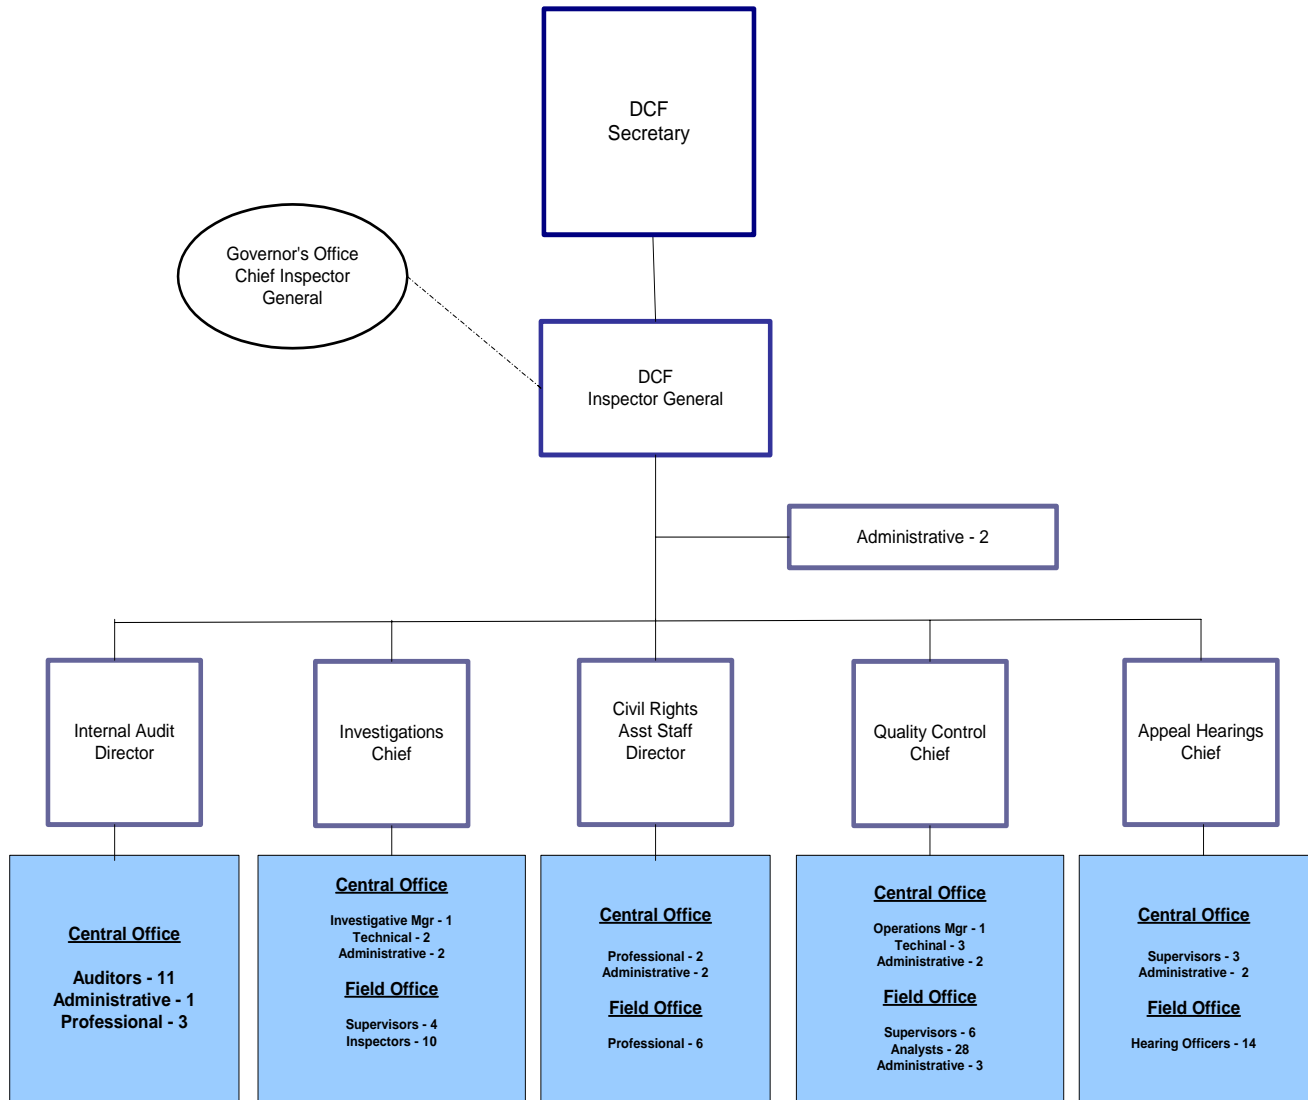 DCF
Secretary
Governor's Office
Chief Inspector
General
DCF
Inspector General
Administrative - 2
Internal Audit
Director
Investigations
Chief
Civil Rights
Asst Staff
Director
Quality Control
Chief
Appeal Hearings
Chief
Central Office
Auditors - 11
Administrative - 1
Professional - 3
Central Office
Investigative Mgr - 1
Technical - 2
Administrative - 2
Field Office
Supervisors - 4
Inspectors - 10
Central Office
Professional - 2
Administrative - 2
Field Office
Professional - 6
Central Office
Operations Mgr - 1
Techinal - 3
Administrative - 2
Field Office
Supervisors - 6
Analysts - 28
Administrative - 3
Central Office
Supervisors - 3
Administrative - 2
Field Office
Hearing Officers - 14